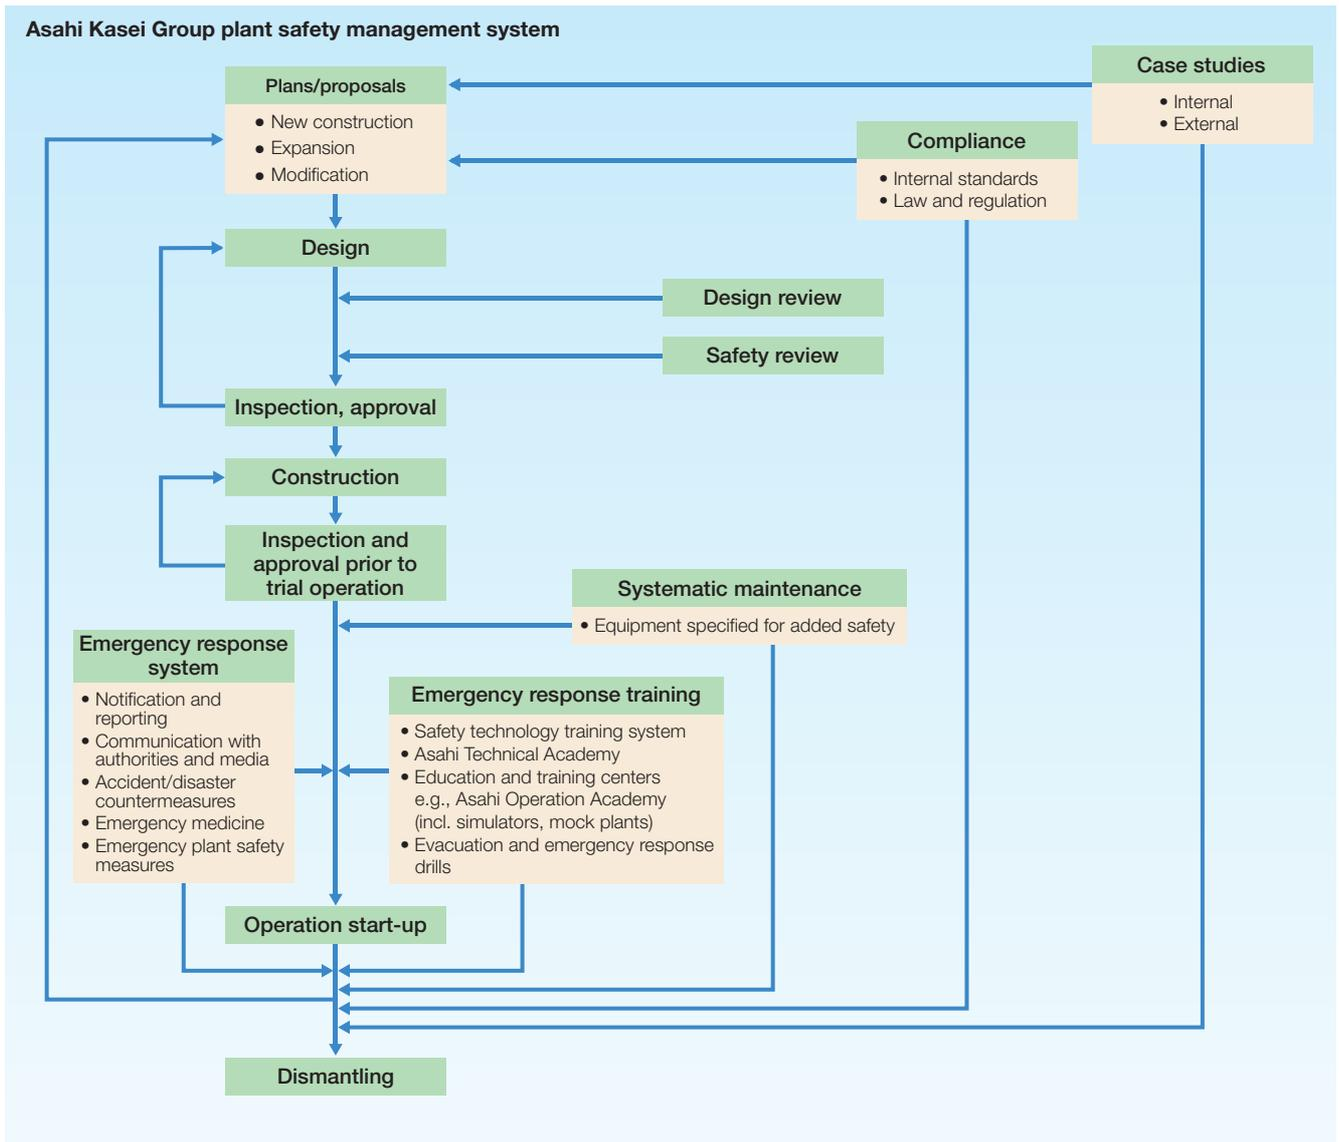 Asahi Kasei Group plant safety management system
Plans/proposals
• New construction
• Expansion
• Modification
Case studies
• Internal
• External
Compliance
• Internal standards
• Law and regulation
Design
Design review
Safety review
Inspection, approval
Construction
Inspection and
approval prior to
trial operation
Systematic maintenance
• Equipment specified for added safety
Emergency response
system
• Notification and
reporting
• Communication with
authorities and media
• Accident/disaster
countermeasures
• Emergency medicine
• Emergency plant safety
measures
Emergency response training
• Safety technology training system
• Asahi Technical Academy
• Education and training centers
e.g., Asahi Operation Academy
(incl. simulators, mock plants)
• Evacuation and emergency response
drills
Operation start-up
Dismantling